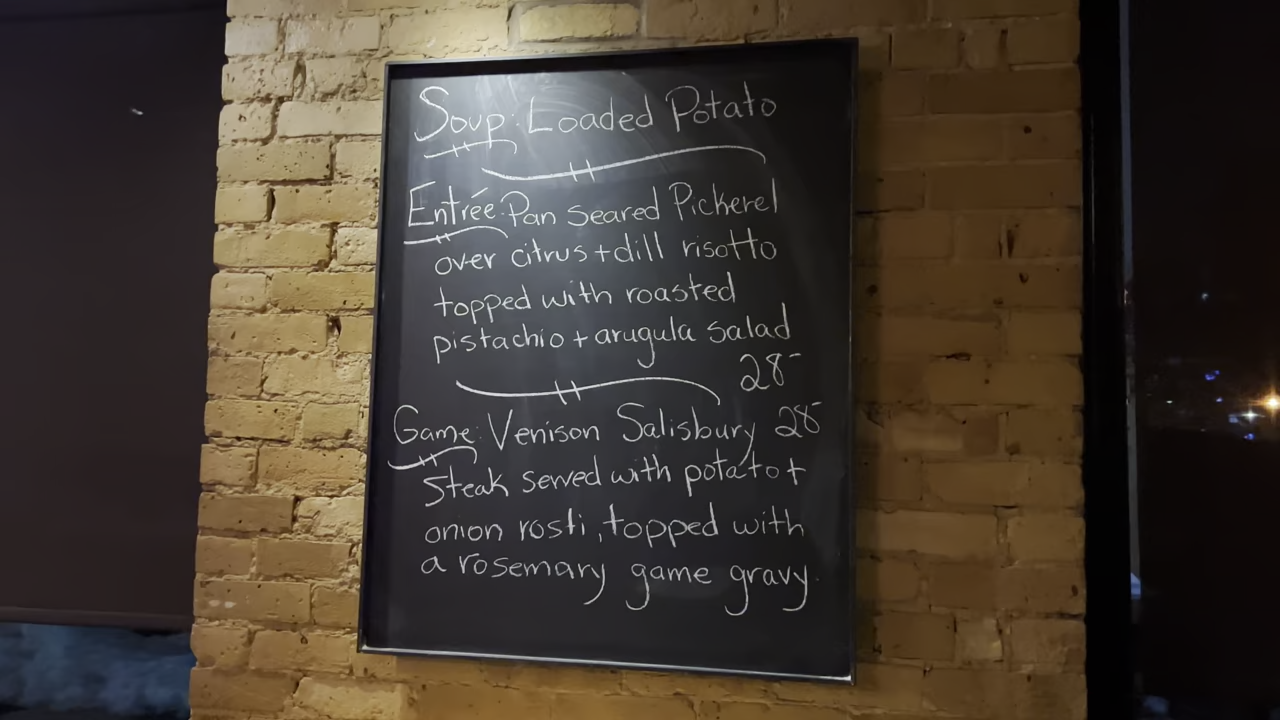 Soup: Loaded Potato
Entrée: Pan Seared Pickerel
over citrus + dill risotto
topped with roasted
pistachio + arugula salad
28-
Game: Venison Salisbury 28-
Steak served with potato +
onion rosti, topped with
a rosemary game gravy.